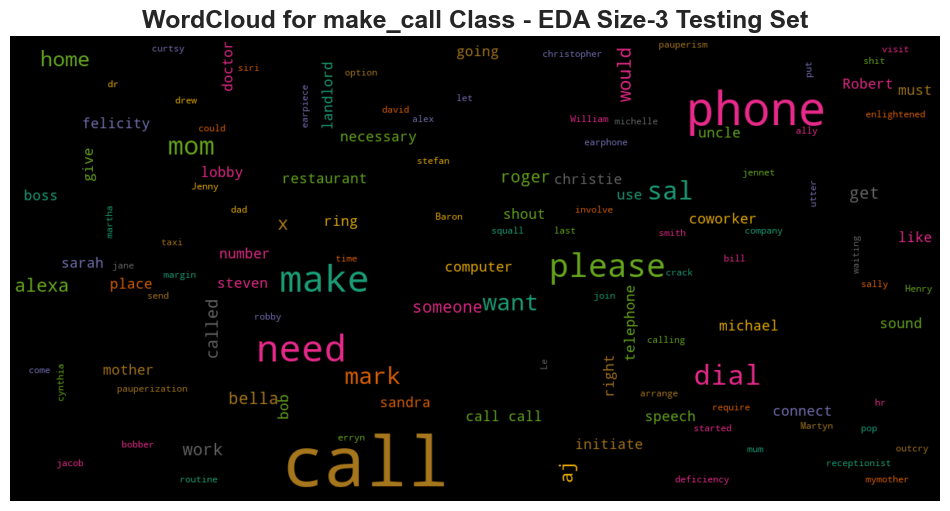 WordCloud for make_call Class - EDA Size-3 Testing Set
curtsy
home
dr
doctor
siri
drew
option
earpiece
landlord
going
let
christopher
would
pauperism
put
visit
shit
Robert
must
felicity
could
david
alex
necessary
William
michelle
phone
uncle
ally
enlightened
mom
give
lobby
Jenny
restaurant
stefan
earphone
roger
christie
use
sal
jennet
utter
get
boss
martha
dad
x
ring
Baron
shout
squall
last
involve
coworker
smith
company
like
taxi
sarah
jane
margin
number
steven
time
make
computer
please
crack
bill
waiting
sally
Henry
alexa
place
send
robby
called
someone
want
join
telephone
michael
calling
sound
need
come
cynthia
mother
pauperization
mark
Le
right
arrange
dial
bella
bob
sandra
call call
speech
require
started
connect
Martyn
hr
pop
bobber
work
erryn
call
aj
initiate
mum
outcry
jacob
routine
deficiency
receptionist
mymother